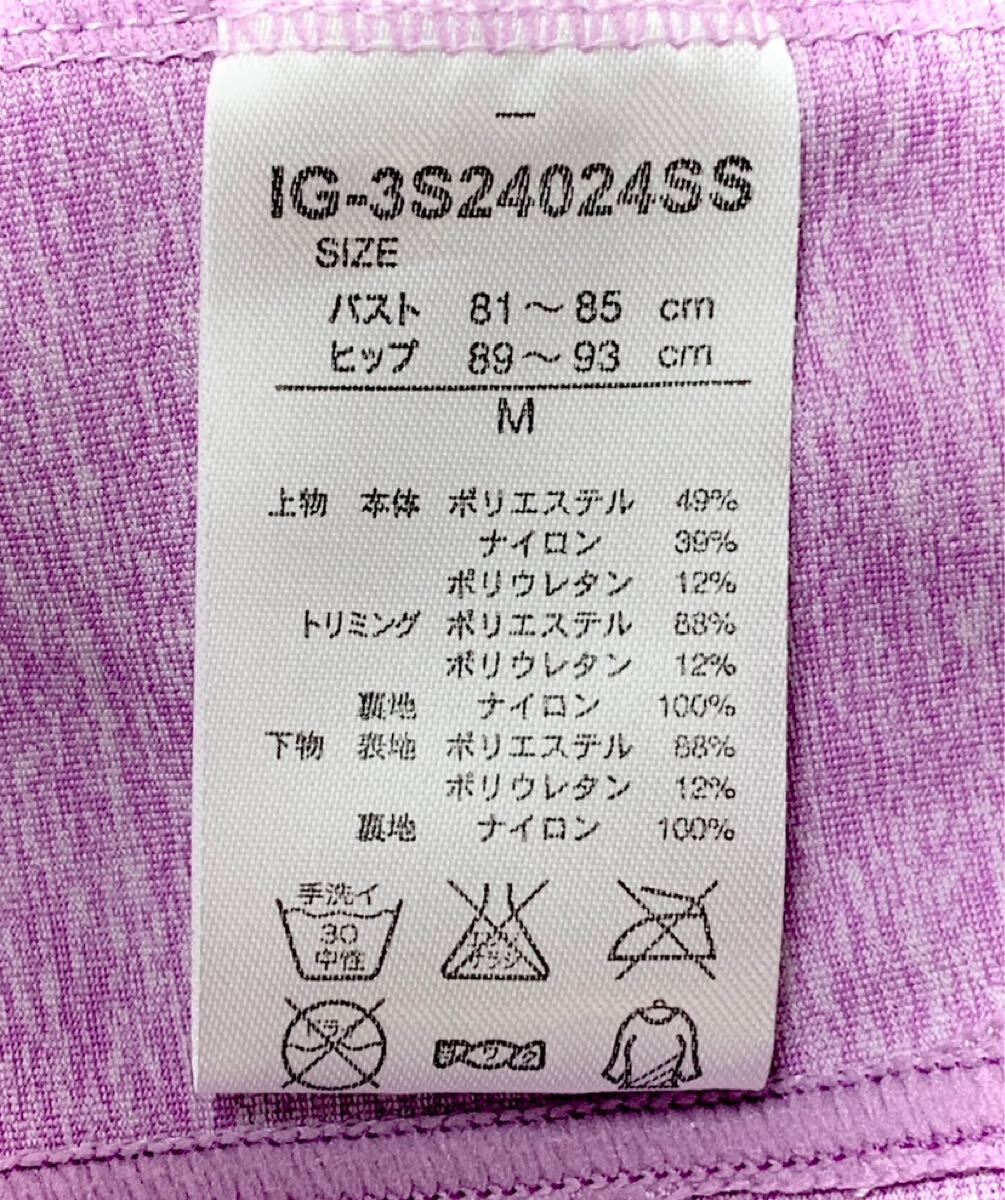 IG-3S24024SS
SIZE
バスト 81～85 cm
ヒップ 89～93 cm
M
上物 本体 ポリエステル 49%
ナイロン 39%
ポリウレタン 12%
トリミング ポリエステル 88%
ポリウレタン 12%
裏地 ナイロン 100%
下物 表地 ポリエステル 88%
ポリウレタン 12%
裏地 ナイロン 100%
手洗イ
30
中性
エンソ
サラシ
ドライ